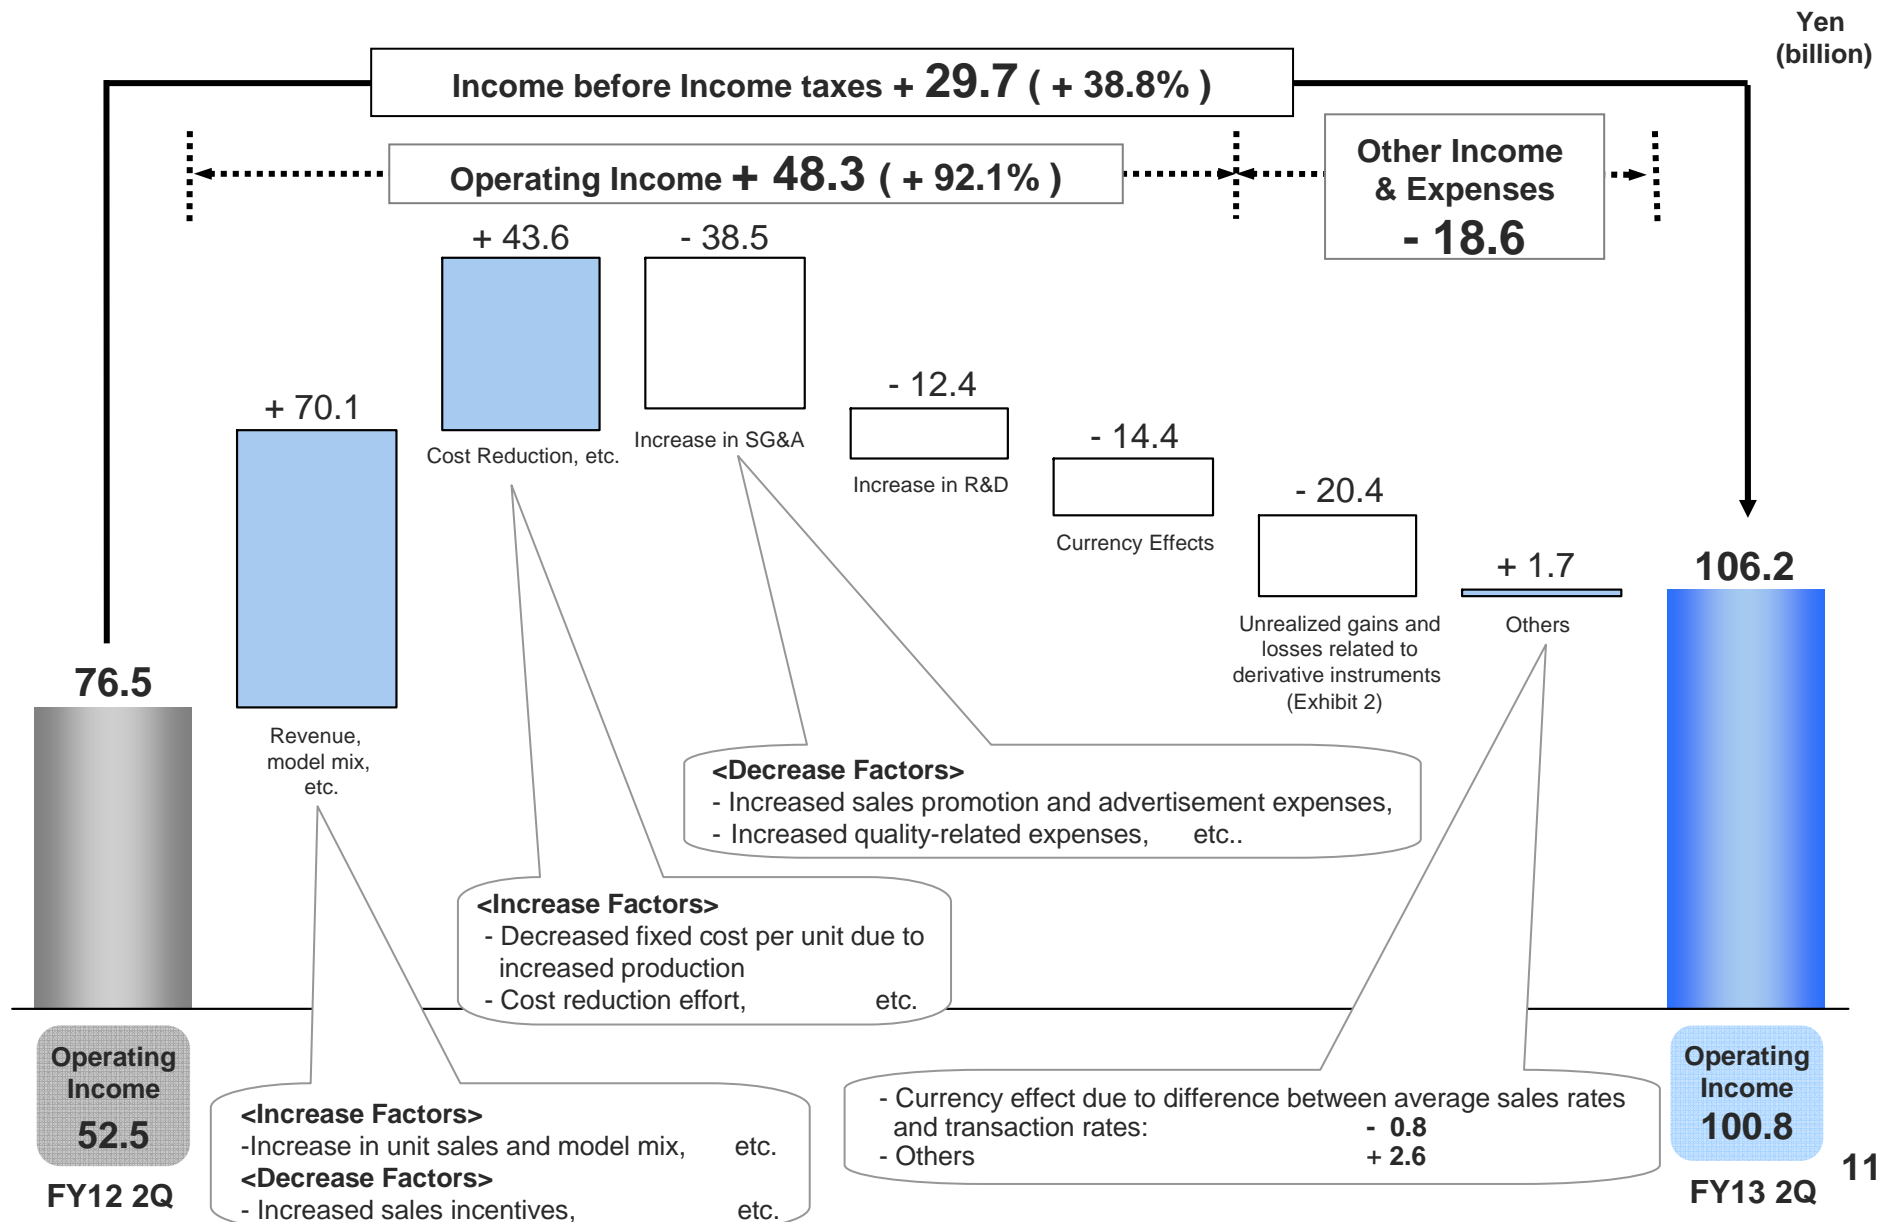 Yen
(billion)
Income before Income taxes + 29.7 ( + 38.8% )
Operating Income + 48.3 ( + 92.1% )
Other Income
& Expenses
- 18.6
+ 43.6
- 38.5
- 12.4
+ 70.1
- 14.4
- 20.4
+ 1.7
106.2
76.5
Cost Reduction, etc.
Increase in SG&A
Increase in R&D
Currency Effects
Unrealized gains and
losses related to
derivative instruments
(Exhibit 2)
Others
Revenue,
model mix,
etc.
<Decrease Factors>
- Increased sales promotion and advertisement expenses,
- Increased quality-related expenses, etc..
<Increase Factors>
- Decreased fixed cost per unit due to
increased production
- Cost reduction effort, etc.
Operating
Income
52.5
FY12 2Q
<Increase Factors>
-Increase in unit sales and model mix, etc.
<Decrease Factors>
- Increased sales incentives, etc.
- Currency effect due to difference between average sales rates
and transaction rates: - 0.8
- Others + 2.6
Operating
Income
100.8
FY13 2Q
11